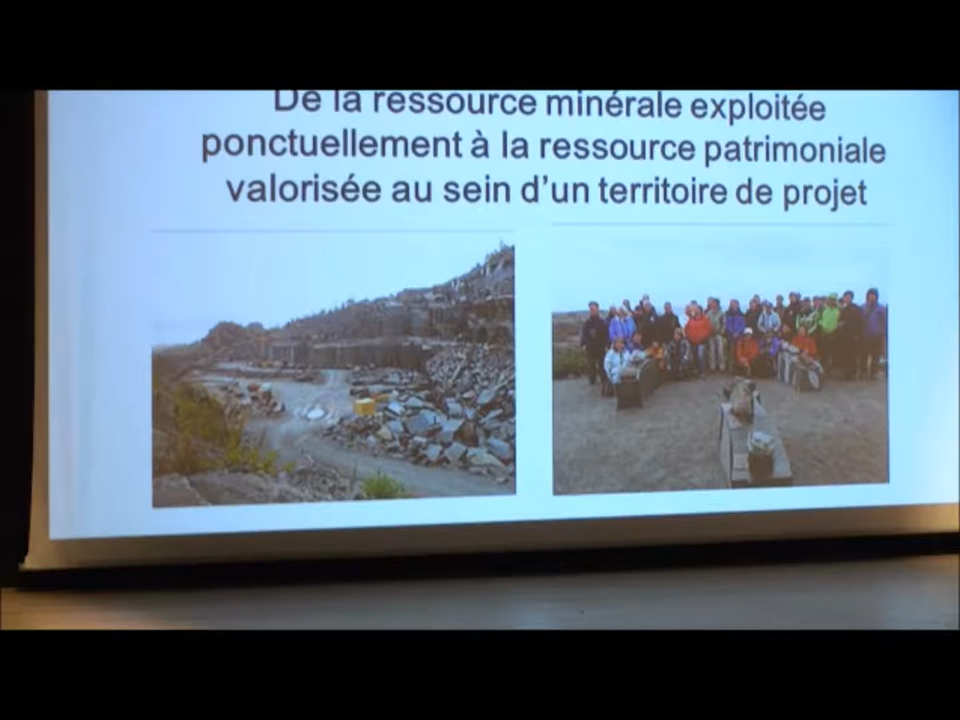 De la ressource minérale exploitée
ponctuellement à la ressource patrimoniale
valorisée au sein d'un territoire de projet